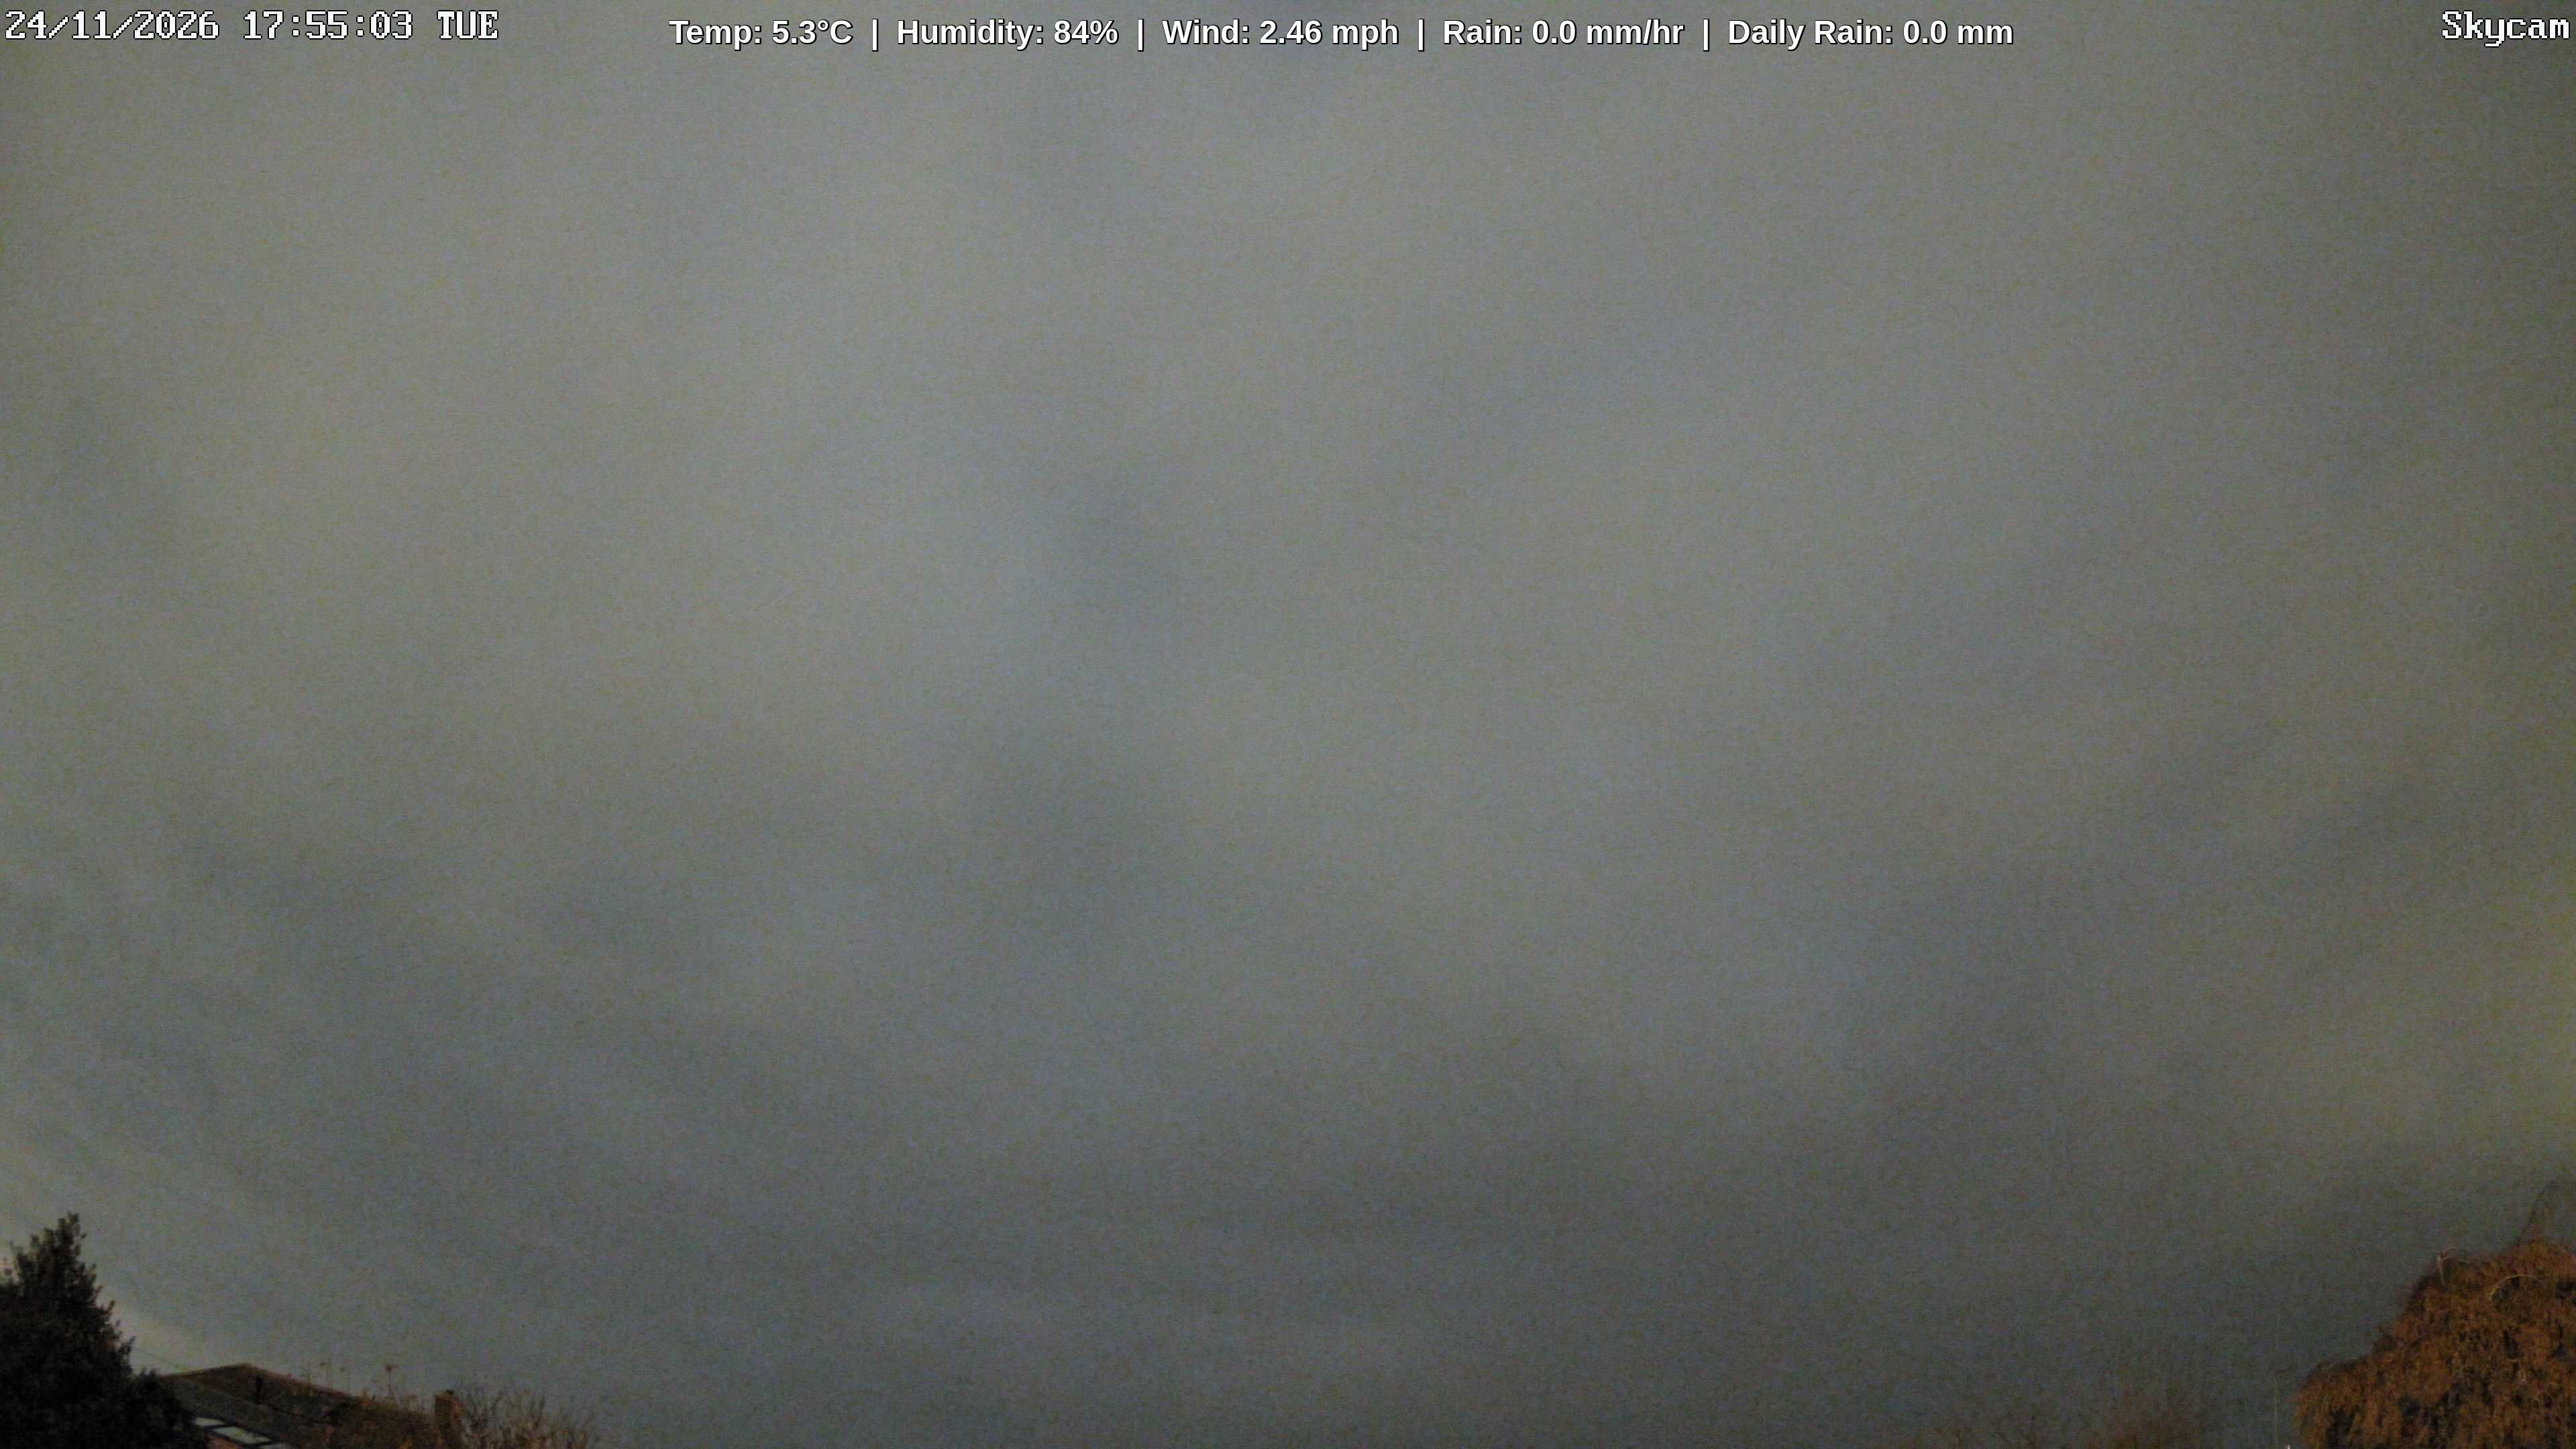 24/11/2026 17:55:03 TUE
Temp: 5.3°C | Humidity: 84% | Wind: 2.46 mph | Rain: 0.0 mm/hr | Daily Rain: 0.0 mm
Skycam